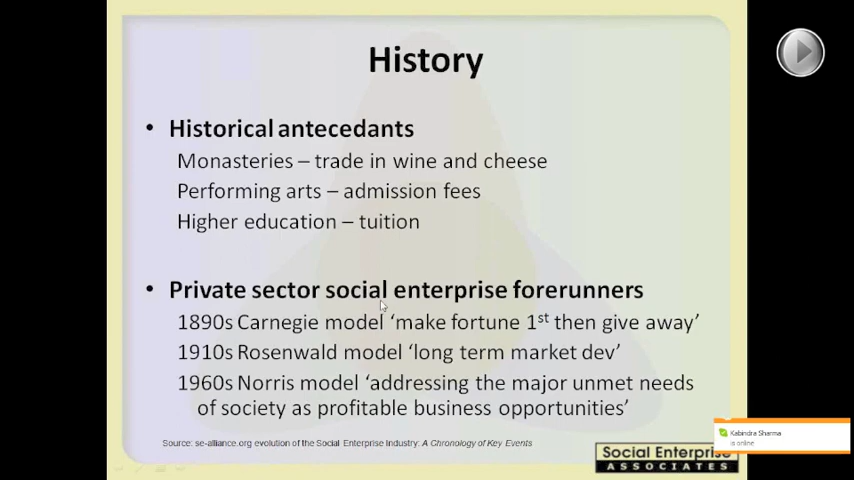 History
• Historical antecedants
Monasteries – trade in wine and cheese
Performing arts – admission fees
Higher education – tuition
• Private sector social enterprise forerunners
1890s Carnegie model ‘make fortune 1st then give away’
1910s Rosenwald model ‘long term market dev’
1960s Norris model ‘addressing the major unmet needs
of society as profitable business opportunities’
Source: se-alliance.org evolution of the Social Enterprise Industry: A Chronology of Key Events
Social Enterprise
ASSOCIATES
Kabindra Sharma
is online